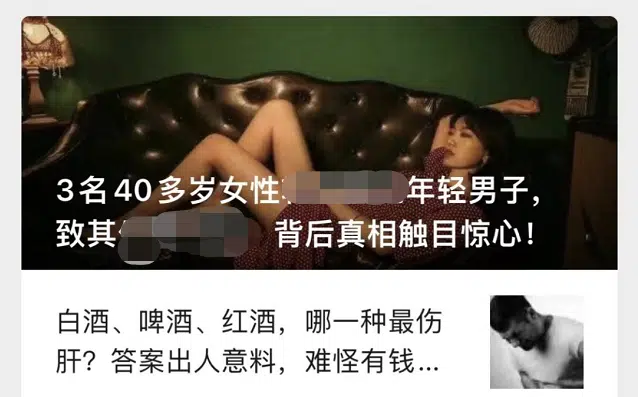 3名40多岁女性年轻男子，
致其 背后真相触目惊心！
白酒、啤酒、红酒，哪一种最伤
肝？答案出人意料，难怪有钱...